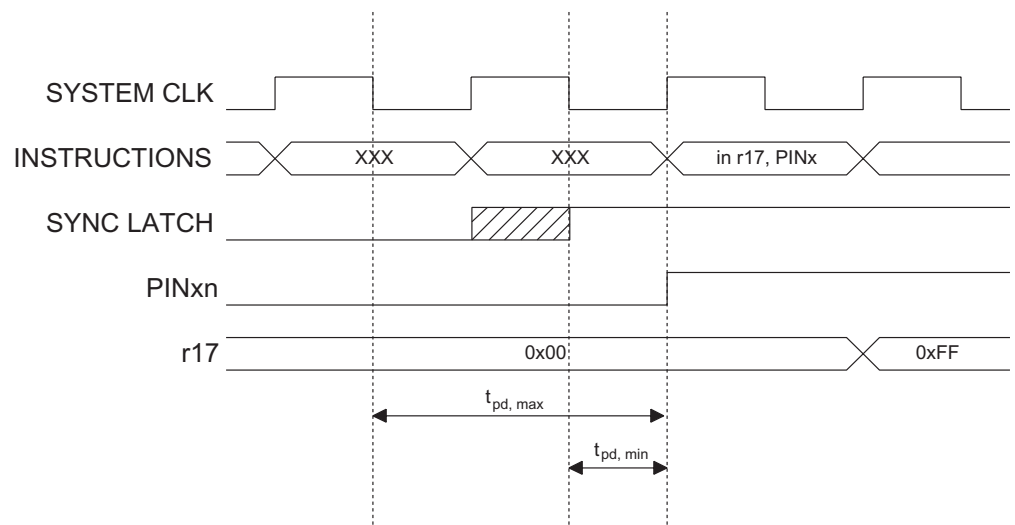 SYSTEM CLK
INSTRUCTIONS XXX XXX in r17, PINx
SYNC LATCH
PINxn
r17 0x00 0xFF
tpd, max
tpd, min